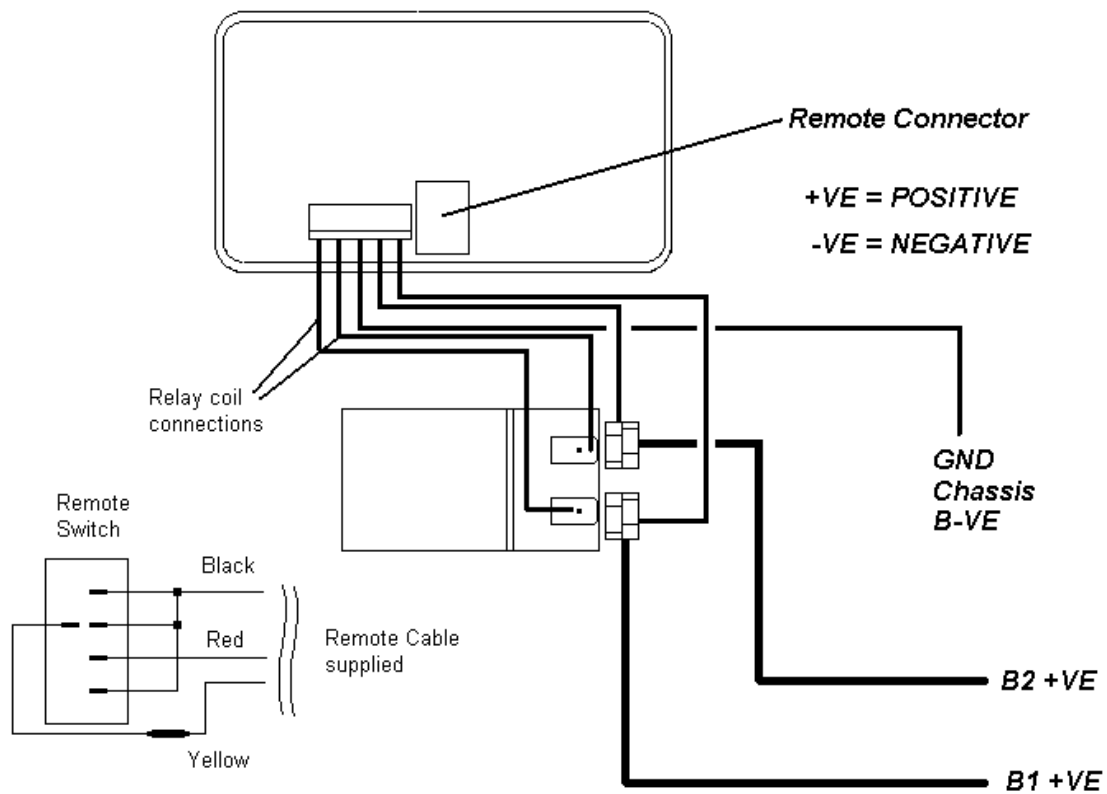 Remote Connector
+VE = POSITIVE
-VE = NEGATIVE
Relay coil
connections
GND
Chassis
B-VE
Remote
Switch
Black
Red
Remote Cable
supplied
Yellow
B2 +VE
B1 +VE